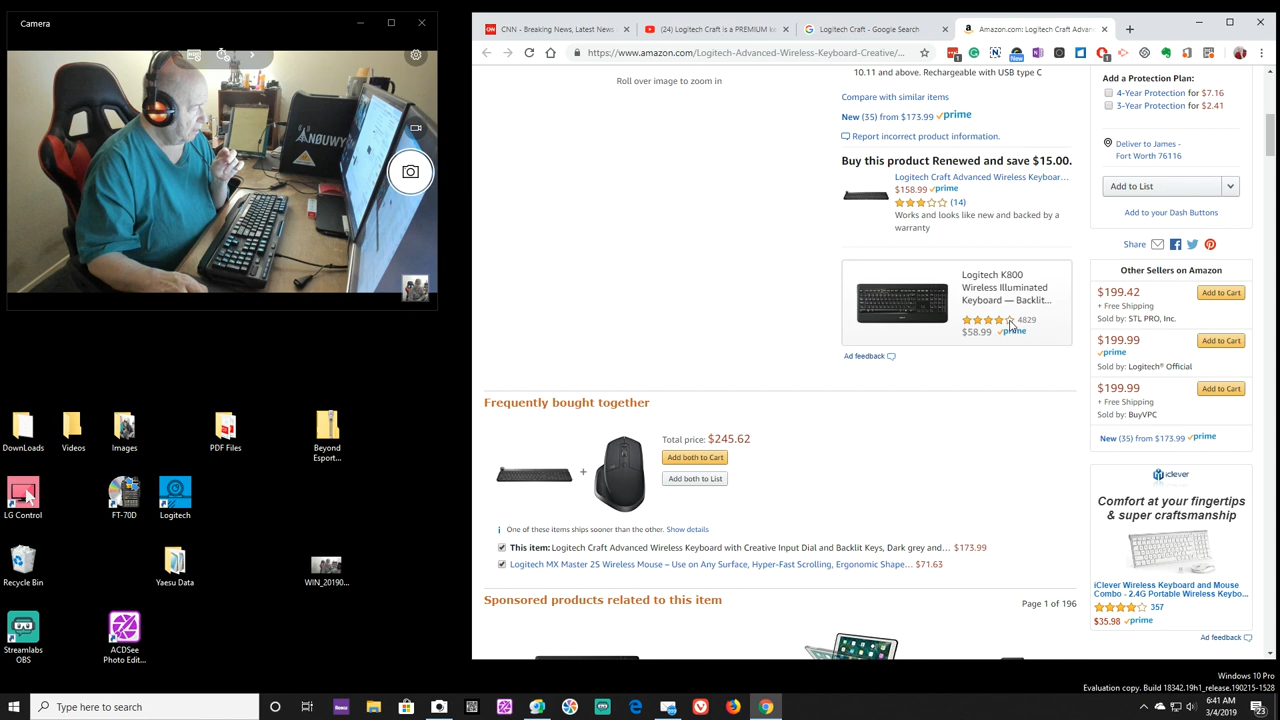 Camera
NOUWY
DownLoads
Videos
Images
PDF Files
Beyond
Esport...
LG Control
FT-70D
Logitech
Recycle Bin
Yaesu Data
WIN_20190...
Streamlabs
OBS
ACDSee
Photo Edit...
CNN - Breaking News, Latest News
(24) Logitech Craft is a PREMIUM k
Logitech Craft - Google Search
Amazon.com: Logitech Craft Adva
https://www.amazon.com/Logitech-Advanced-Wireless-Keyboard-Creative/...
Roll over image to zoom in
10.11 and above. Rechargeable with USB type C
Compare with similar items
New (35) from $173.99 prime
Report incorrect product information.
Buy this product Renewed and save $15.00.
Logitech Craft Advanced Wireless Keyboar...
$158.99 prime
(14)
Works and looks like new and backed by a
warranty
Logitech K800
Wireless Illuminated
Keyboard — Backlit...
4829
$58.99 prime
Ad feedback
Frequently bought together
Total price: $245.62
Add both to Cart
Add both to List
+
i One of these items ships sooner than the other. Show details
This item: Logitech Craft Advanced Wireless Keyboard with Creative Input Dial and Backlit Keys, Dark grey and... $173.99
Logitech MX Master 2S Wireless Mouse – Use on Any Surface, Hyper-Fast Scrolling, Ergonomic Shape... $71.63
Sponsored products related to this item
Page 1 of 196
Add a Protection Plan:
4-Year Protection for $7.16
3-Year Protection for $2.41
Deliver to James -
Fort Worth 76116
Add to List
Add to your Dash Buttons
Share
Other Sellers on Amazon
$199.42
Add to Cart
+ Free Shipping
Sold by: STL PRO, Inc.
$199.99
Add to Cart
prime
Sold by: Logitech® Official
$199.99
Add to Cart
+ Free Shipping
Sold by: BuyVPC
New (35) from $173.99 prime
iclever
Comfort at your fingertips
& super craftsmanship
iClever Wireless Keyboard and Mouse
Combo - 2.4G Portable Wireless Keybo...
357
$35.98 prime
Ad feedback
Windows 10 Pro
Evaluation copy. Build 18342.19h1_release.190215-1528
Type here to search
Roku
6:41 AM
3/4/2019
23